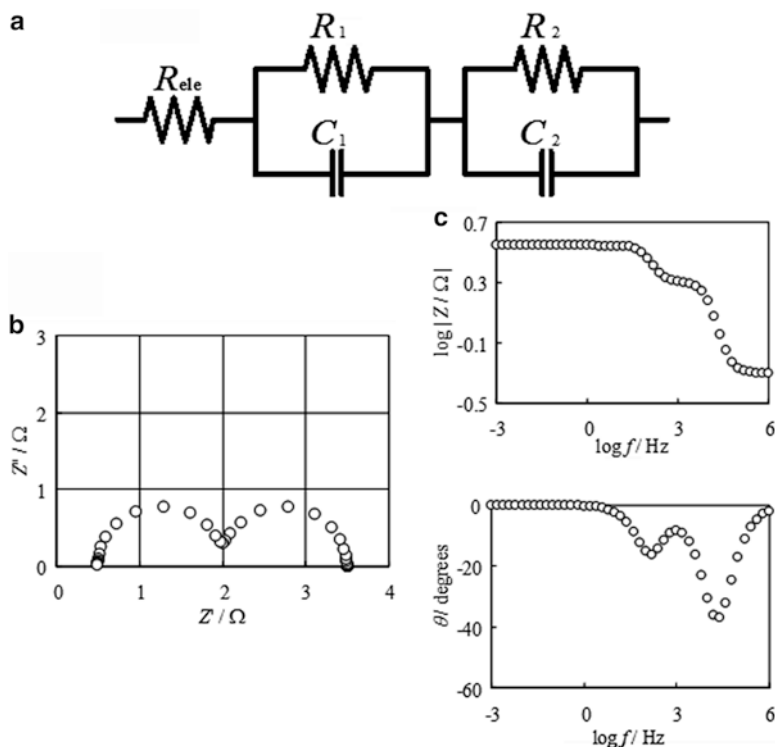 a
R₁
R₂
Rele
C₁
C₂
b
3
2
1
0
Z'' / Ω
0 1 2 3 4
Z' / Ω
c
0.7
0.3
-0.1
-0.5
log|Z / Ω|
-3 0 3 6
log f / Hz
0
-20
-40
-60
θ / degrees
-3 0 3 6
log f / Hz